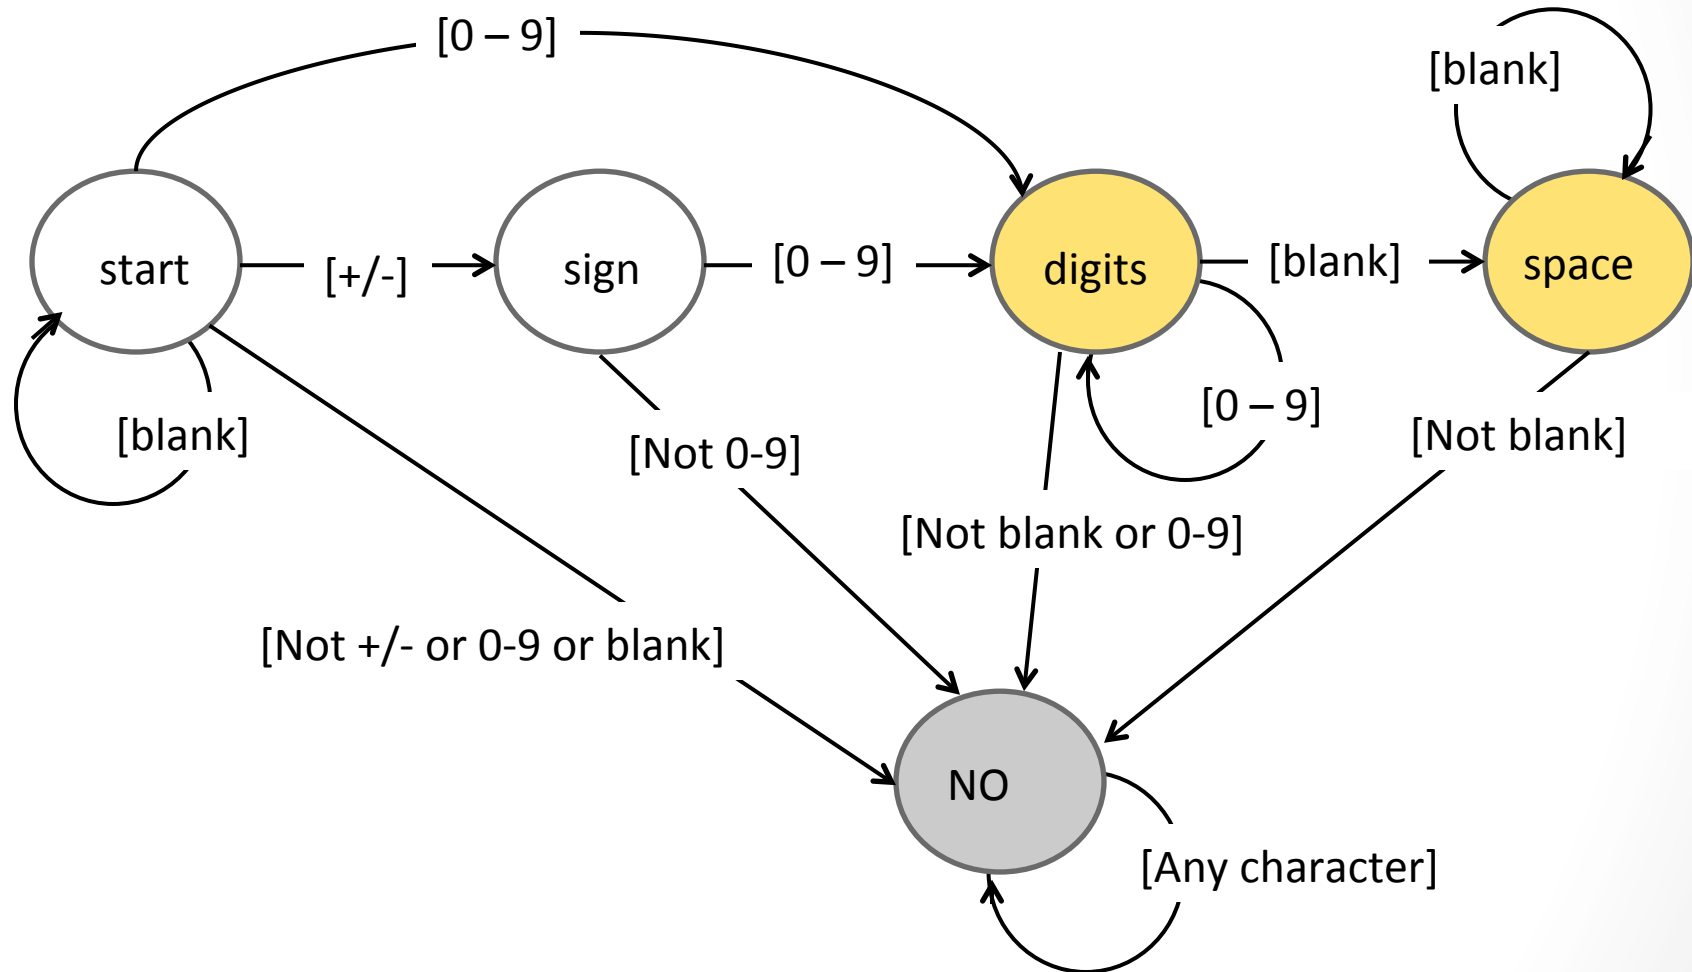 [0 – 9]
[blank]
start
[+/-]
sign
[0 – 9]
digits
[blank]
space
[blank]
[Not 0-9]
[0 – 9]
[Not blank]
[Not blank or 0-9]
[Not +/- or 0-9 or blank]
NO
[Any character]